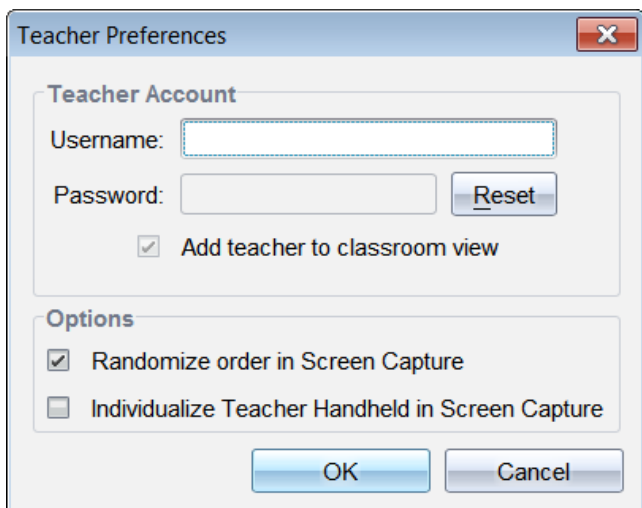 Teacher Preferences
Teacher Account
Username:
Password:
Reset
Add teacher to classroom view
Options
Randomize order in Screen Capture
Individualize Teacher Handheld in Screen Capture
OK
Cancel